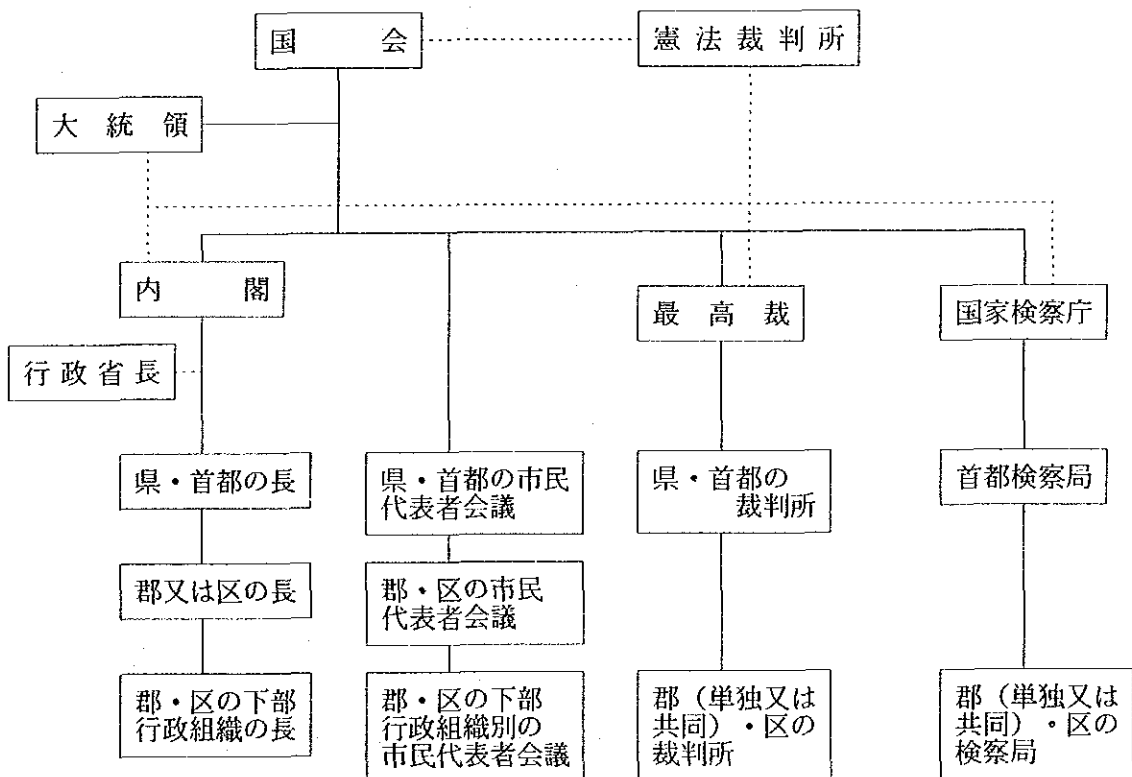 国会
憲法裁判所
大統領
内閣
最高裁
国家検察庁
行政省長
県・首都の長
県・首都の市民
代表者会議
県・首都の
裁判所
首都検察局
郡又は区の長
郡・区の市民
代表者会議
郡・区の下部
行政組織の長
郡・区の下部
行政組織別の
市民代表者会議
郡（単独又は
共同）・区の
裁判所
郡（単独又は
共同）・区の
検察局